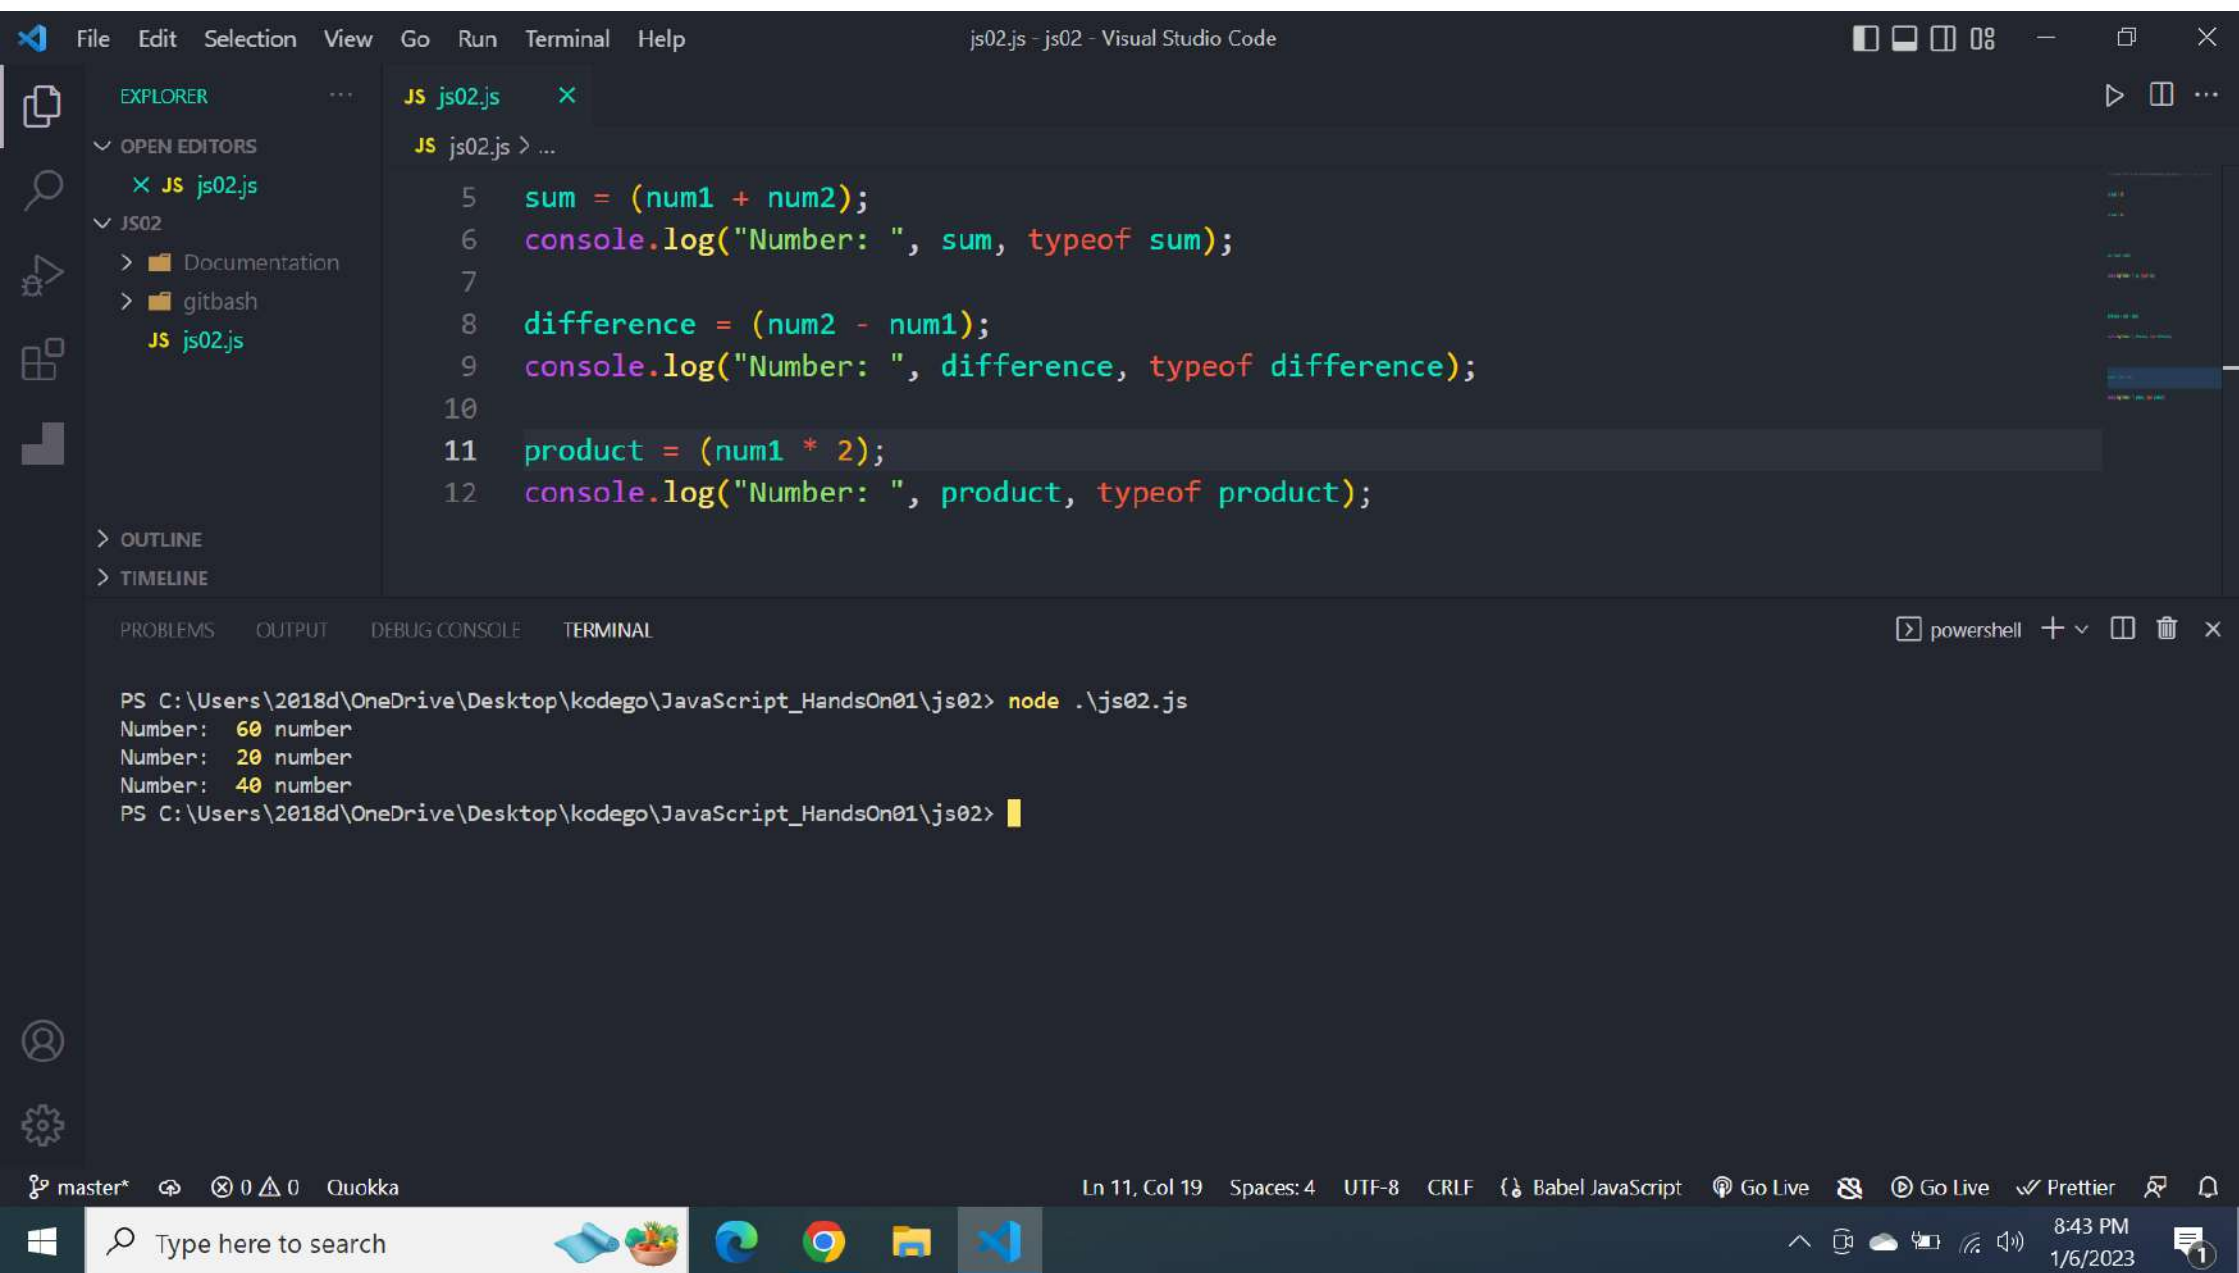 File Edit Selection View Go Run Terminal Help js02.js - js02 - Visual Studio Code
EXPLORER ...
OPEN EDITORS
JS js02.js
JS02
Documentation
gitbash
JS js02.js
OUTLINE
TIMELINE
JS js02.js
JS js02.js > ...
5 sum = (num1 + num2);
6 console.log("Number: ", sum, typeof sum);
7
8 difference = (num2 - num1);
9 console.log("Number: ", difference, typeof difference);
10
11 product = (num1 * 2);
12 console.log("Number: ", product, typeof product);
PROBLEMS OUTPUT DEBUG CONSOLE TERMINAL powershell
PS C:\Users\2018d\OneDrive\Desktop\kodego\JavaScript_HandsOn01\js02> node .\js02.js
Number:  60 number
Number:  20 number
Number:  40 number
PS C:\Users\2018d\OneDrive\Desktop\kodego\JavaScript_HandsOn01\js02>
master* 0 0 Quokka Ln 11, Col 19 Spaces: 4 UTF-8 CRLF Babel JavaScript Go Live Go Live Prettier
Type here to search
8:43 PM
1/6/2023
1